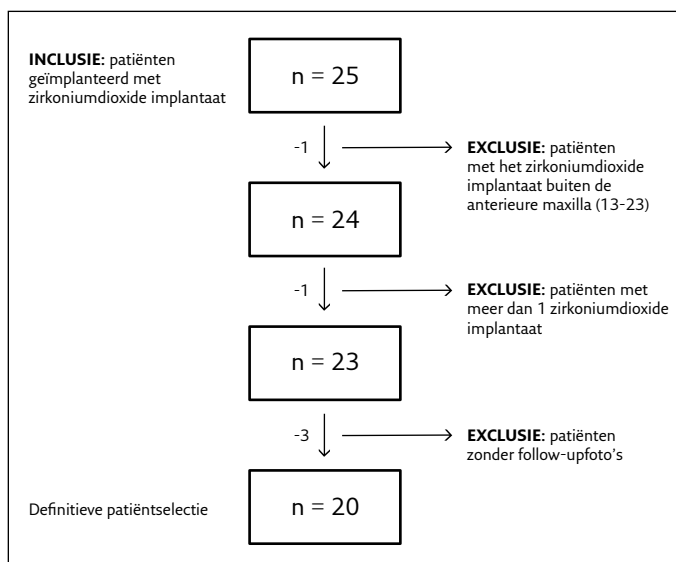 INCLUSIE: patiënten
geïmplanteerd met
zirkoniumdioxide implantaat
n = 25
-1
EXCLUSIE: patiënten
met het zirkoniumdioxide
implantaat buiten de
anterieure maxilla (13-23)
n = 24
-1
EXCLUSIE: patiënten met
meer dan 1 zirkoniumdioxide
implantaat
n = 23
-3
EXCLUSIE: patiënten
zonder follow-upfoto's
Definitieve patiëntselectie
n = 20